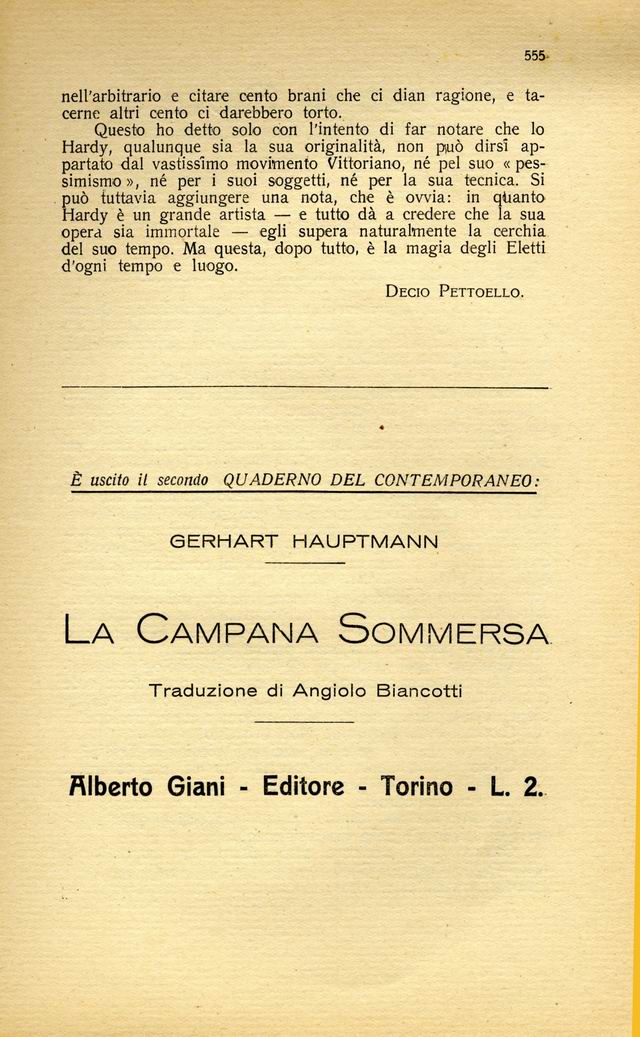 555
nell'arbitrario e citare cento brani che ci dian ragione, e ta-
cerne altri cento ci darebbero torto.
Questo ho detto solo con l'intento di far notare che lo
Hardy, qualunque sia la sua originalità, non può dirsi ap-
partato dal vastissimo movimento Vittoriano, né pel suo « pes-
simismo », né per i suoi soggetti, né per la sua tecnica. Si
può tuttavia aggiungere una nota, che è ovvia: in quanto
Hardy è un grande artista — e tutto dà a credere che la sua
opera sia immortale — egli supera naturalmente la cerchia
del suo tempo. Ma questa, dopo tutto, è la magia degli Eletti
d'ogni tempo e luogo.
DECIO PETTOELLO.
È uscito il secondo QUADERNO DEL CONTEMPORANEO:
GERHART HAUPTMANN
LA CAMPANA SOMMERSA
Traduzione di Angiolo Biancotti
Alberto Giani - Editore - Torino - L. 2.